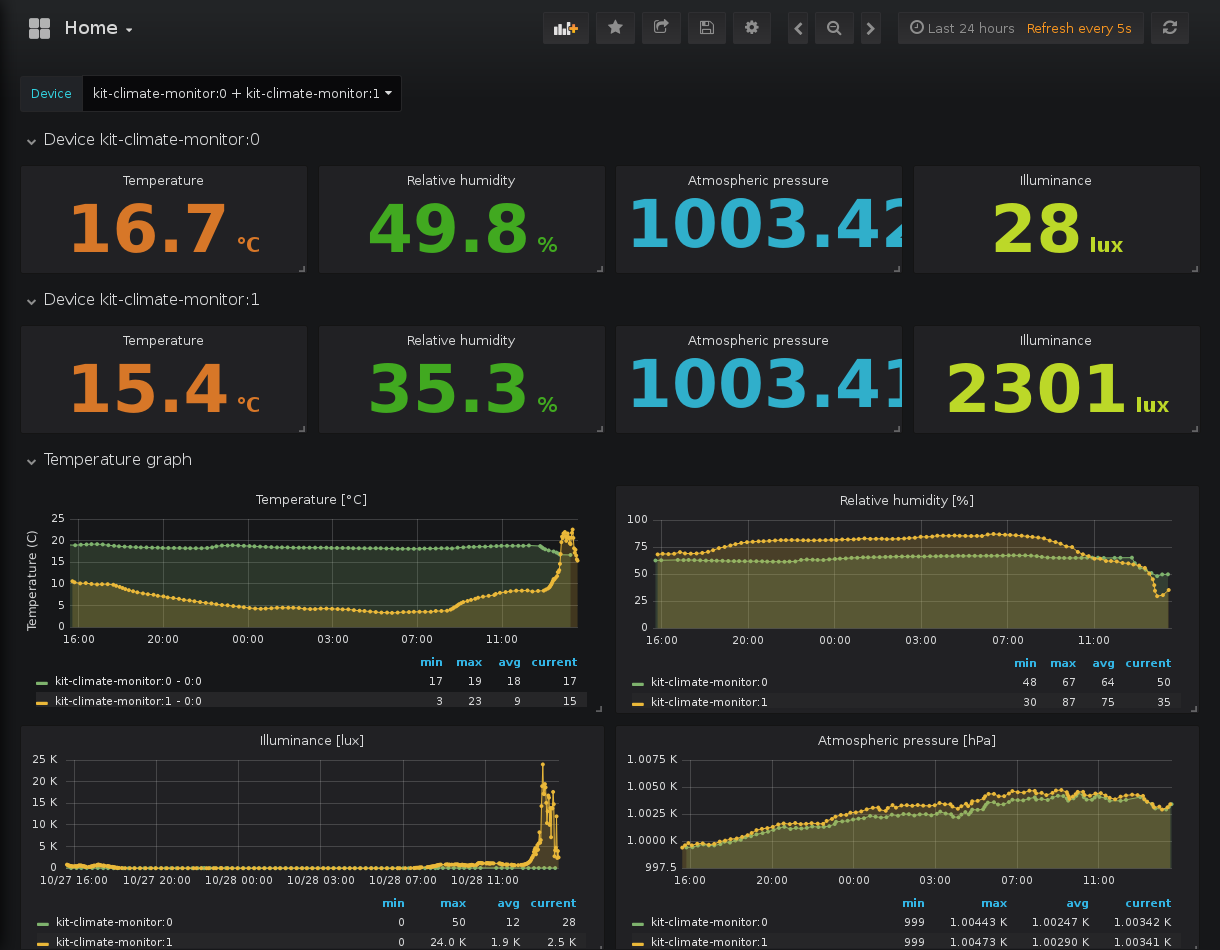 Home
Last 24 hours Refresh every 5s
Device kit-climate-monitor:0 + kit-climate-monitor:1
Device kit-climate-monitor:0
Temperature Relative humidity Atmospheric pressure Illuminance
16.7 °C 49.8 % 1003.42 28 lux
Device kit-climate-monitor:1
Temperature Relative humidity Atmospheric pressure Illuminance
15.4 °C 35.3 % 1003.41 2301 lux
Temperature graph
Temperature [°C]
Temperature (C)
25
20
15
10
5
0
16:00 20:00 00:00 03:00 07:00 11:00
min max avg current
kit-climate-monitor:0 - 0:0 17 19 18 17
kit-climate-monitor:1 - 0:0 3 23 9 15
Relative humidity [%]
100
75
50
25
0
16:00 20:00 00:00 03:00 07:00 11:00
min max avg current
kit-climate-monitor:0 48 67 64 50
kit-climate-monitor:1 30 87 75 35
Illuminance [lux]
25 K
20 K
15 K
10 K
5 K
0
10/27 16:00 10/27 20:00 10/28 00:00 10/28 03:00 10/28 07:00 10/28 11:00
min max avg current
kit-climate-monitor:0 0 50 12 28
kit-climate-monitor:1 0 24.0 K 1.9 K 2.5 K
Atmospheric pressure [hPa]
1.0075 K
1.0050 K
1.0025 K
1.0000 K
997.5
16:00 20:00 00:00 03:00 07:00 11:00
min max avg current
kit-climate-monitor:0 999 1.00443 K 1.00247 K 1.00342 K
kit-climate-monitor:1 999 1.00473 K 1.00290 K 1.00341 K